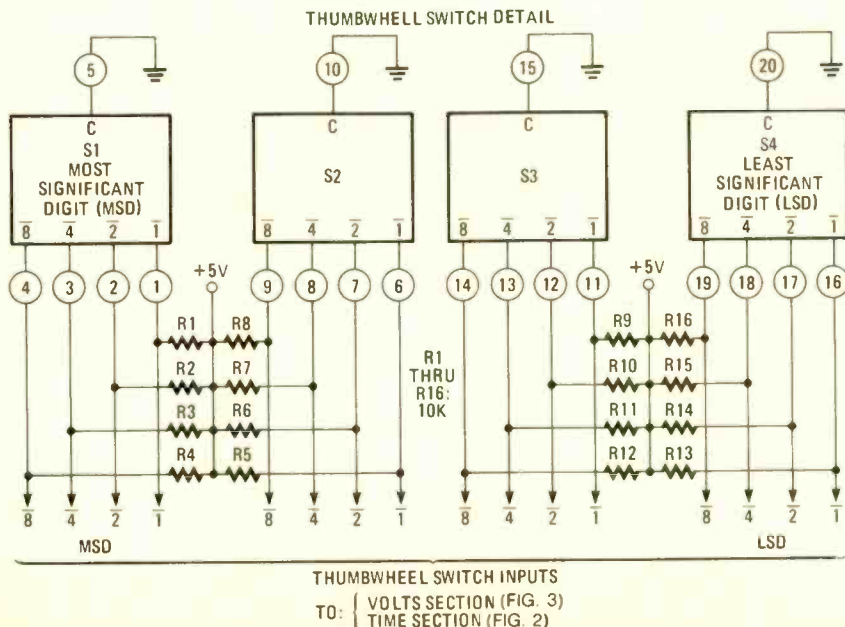 THUMBWHELL SWITCH DETAIL
5 10 15 20
C C C C
S1
MOST
SIGNIFICANT
DIGIT (MSD)
S2
S3
S4
LEAST
SIGNIFICANT
DIGIT (LSD)
8̅ 4̅ 2̅ 1̅ 8̅ 4̅ 2̅ 1̅ 8̅ 4̅ 2̅ 1̅ 8̅ 4̅ 2̅ 1̅
4 3 2 1 9 8 7 6 14 13 12 11 19 18 17 16
+5V +5V
R1 R8 R9 R16
R2 R7 R10 R15
R3 R6 R11 R14
R4 R5 R12 R13
R1
THRU
R16:
10K
8̅ 4̅ 2̅ 1̅ 8̅ 4̅ 2̅ 1̅ 8̅ 4̅ 2̅ 1̅ 8̅ 4̅ 2̅ 1̅
MSD LSD
THUMBWHEEL SWITCH INPUTS
TO: { VOLTS SECTION (FIG. 3)
TIME SECTION (FIG. 2)